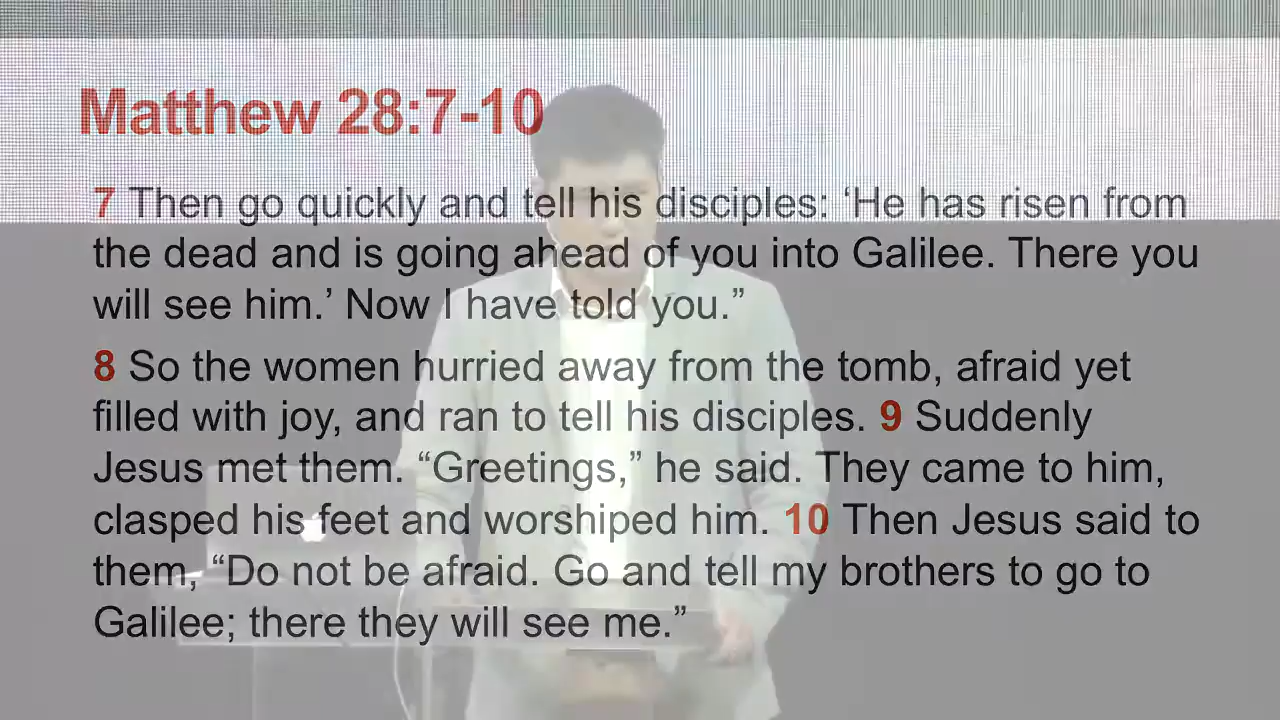 Matthew 28:7-10
7 Then go quickly and tell his disciples: ‘He has risen from
the dead and is going ahead of you into Galilee. There you
will see him.’ Now I have told you.”
8 So the women hurried away from the tomb, afraid yet
filled with joy, and ran to tell his disciples. 9 Suddenly
Jesus met them. “Greetings,” he said. They came to him,
clasped his feet and worshiped him. 10 Then Jesus said to
them, “Do not be afraid. Go and tell my brothers to go to
Galilee; there they will see me.”